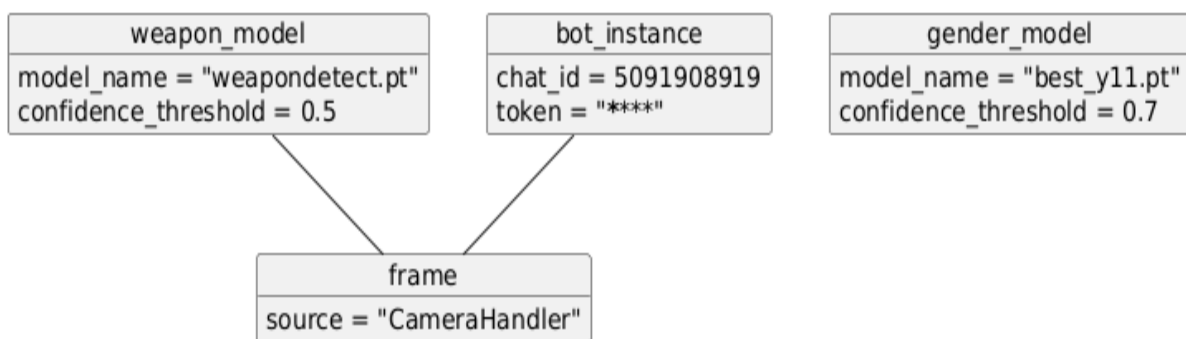 weapon_model
model_name = "weapondetect.pt"
confidence_threshold = 0.5
bot_instance
chat_id = 5091908919
token = "****"
gender_model
model_name = "best_y11.pt"
confidence_threshold = 0.7
frame
source = "CameraHandler"